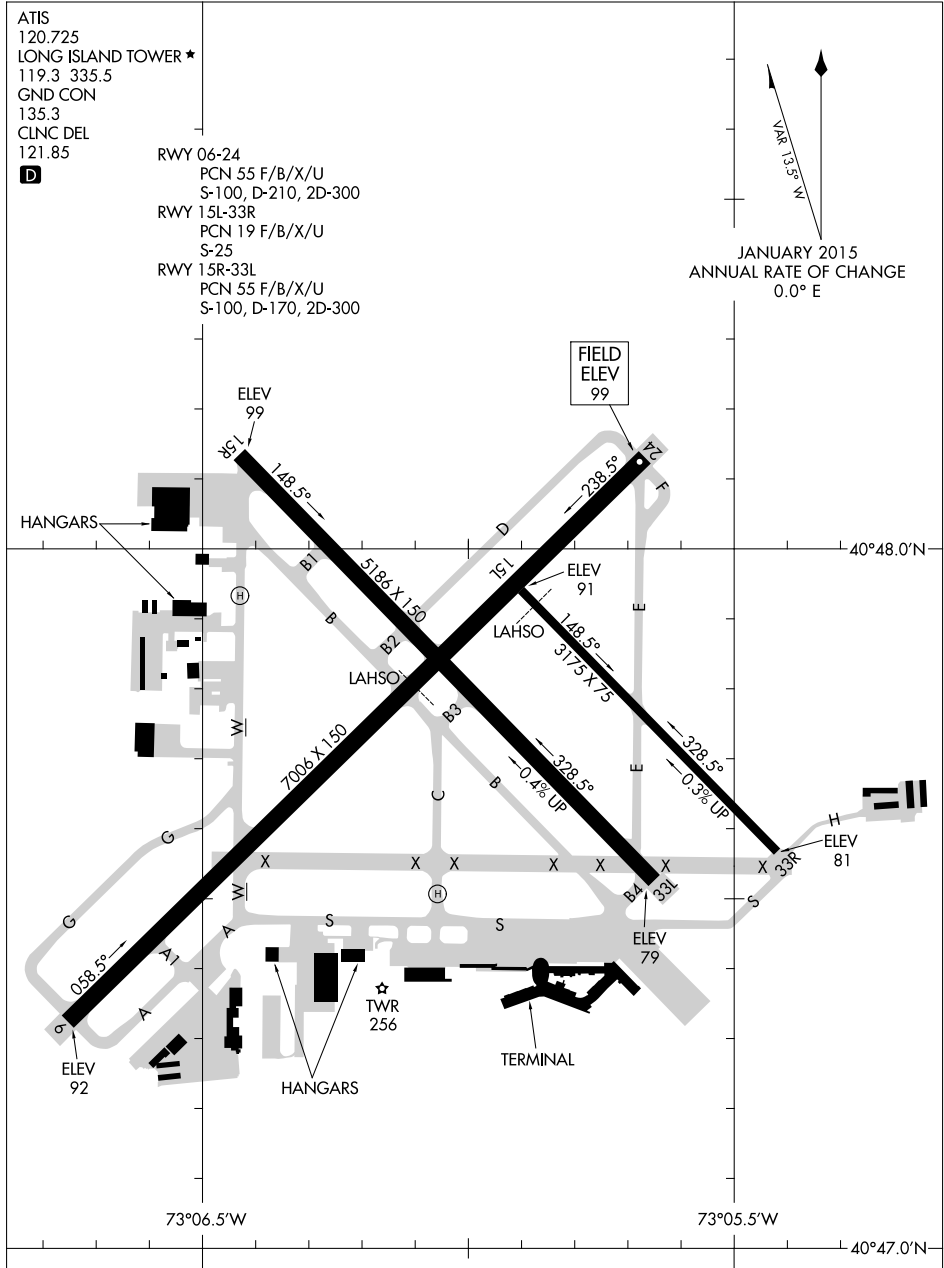 ATIS
120.725
LONG ISLAND TOWER ★
119.3 335.5
GND CON
135.3
CLNC DEL
121.85
D
RWY 06-24
PCN 55 F/B/X/U
S-100, D-210, 2D-300
RWY 15L-33R
PCN 19 F/B/X/U
S-25
RWY 15R-33L
PCN 55 F/B/X/U
S-100, D-170, 2D-300
VAR 13.5° W
JANUARY 2015
ANNUAL RATE OF CHANGE
0.0° E
FIELD
ELEV
99
ELEV
99
15R
148.5°
24
238.5°
F
D
HANGARS
40°48.0'N
B1
5186 X 150
15L
ELEV
91
H
B
LAHSO
148.5°
3175 X 75
E
B2
LAHSO
B3
W
7006 X 150
328.5°
0.4% UP
328.5°
0.3% UP
E
C
B
G
H
ELEV
81
X
X
X
X
X
X
X
33R
W
H
B4
33L
S
G
A
S
S
ELEV
79
A1
058.5°
A
6
TWR
256
ELEV
92
HANGARS
TERMINAL
73°06.5'W
73°05.5'W
40°47.0'N